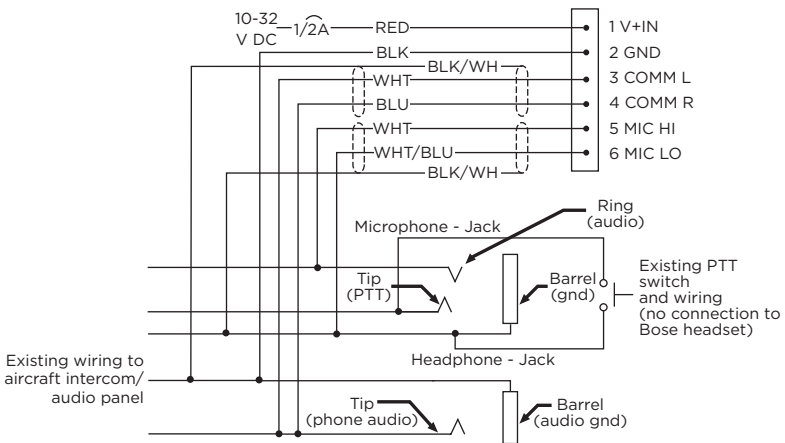 10-32
V DC
1/2A
RED
1 V+IN
BLK
2 GND
BLK/WH
WHT
3 COMM L
BLU
4 COMM R
WHT
5 MIC HI
WHT/BLU
6 MIC LO
BLK/WH
Ring
(audio)
Microphone - Jack
Tip
(PTT)
Barrel
(gnd)
Existing PTT
switch
and wiring
(no connection to
Bose headset)
Headphone - Jack
Existing wiring to
aircraft intercom/
audio panel
Tip
(phone audio)
Barrel
(audio gnd)